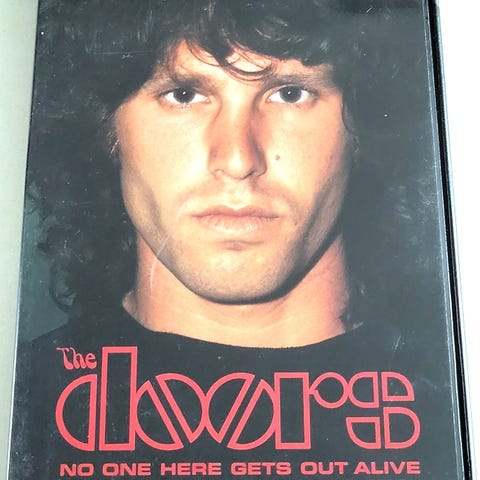 The
doors
NO ONE HERE GETS OUT ALIVE